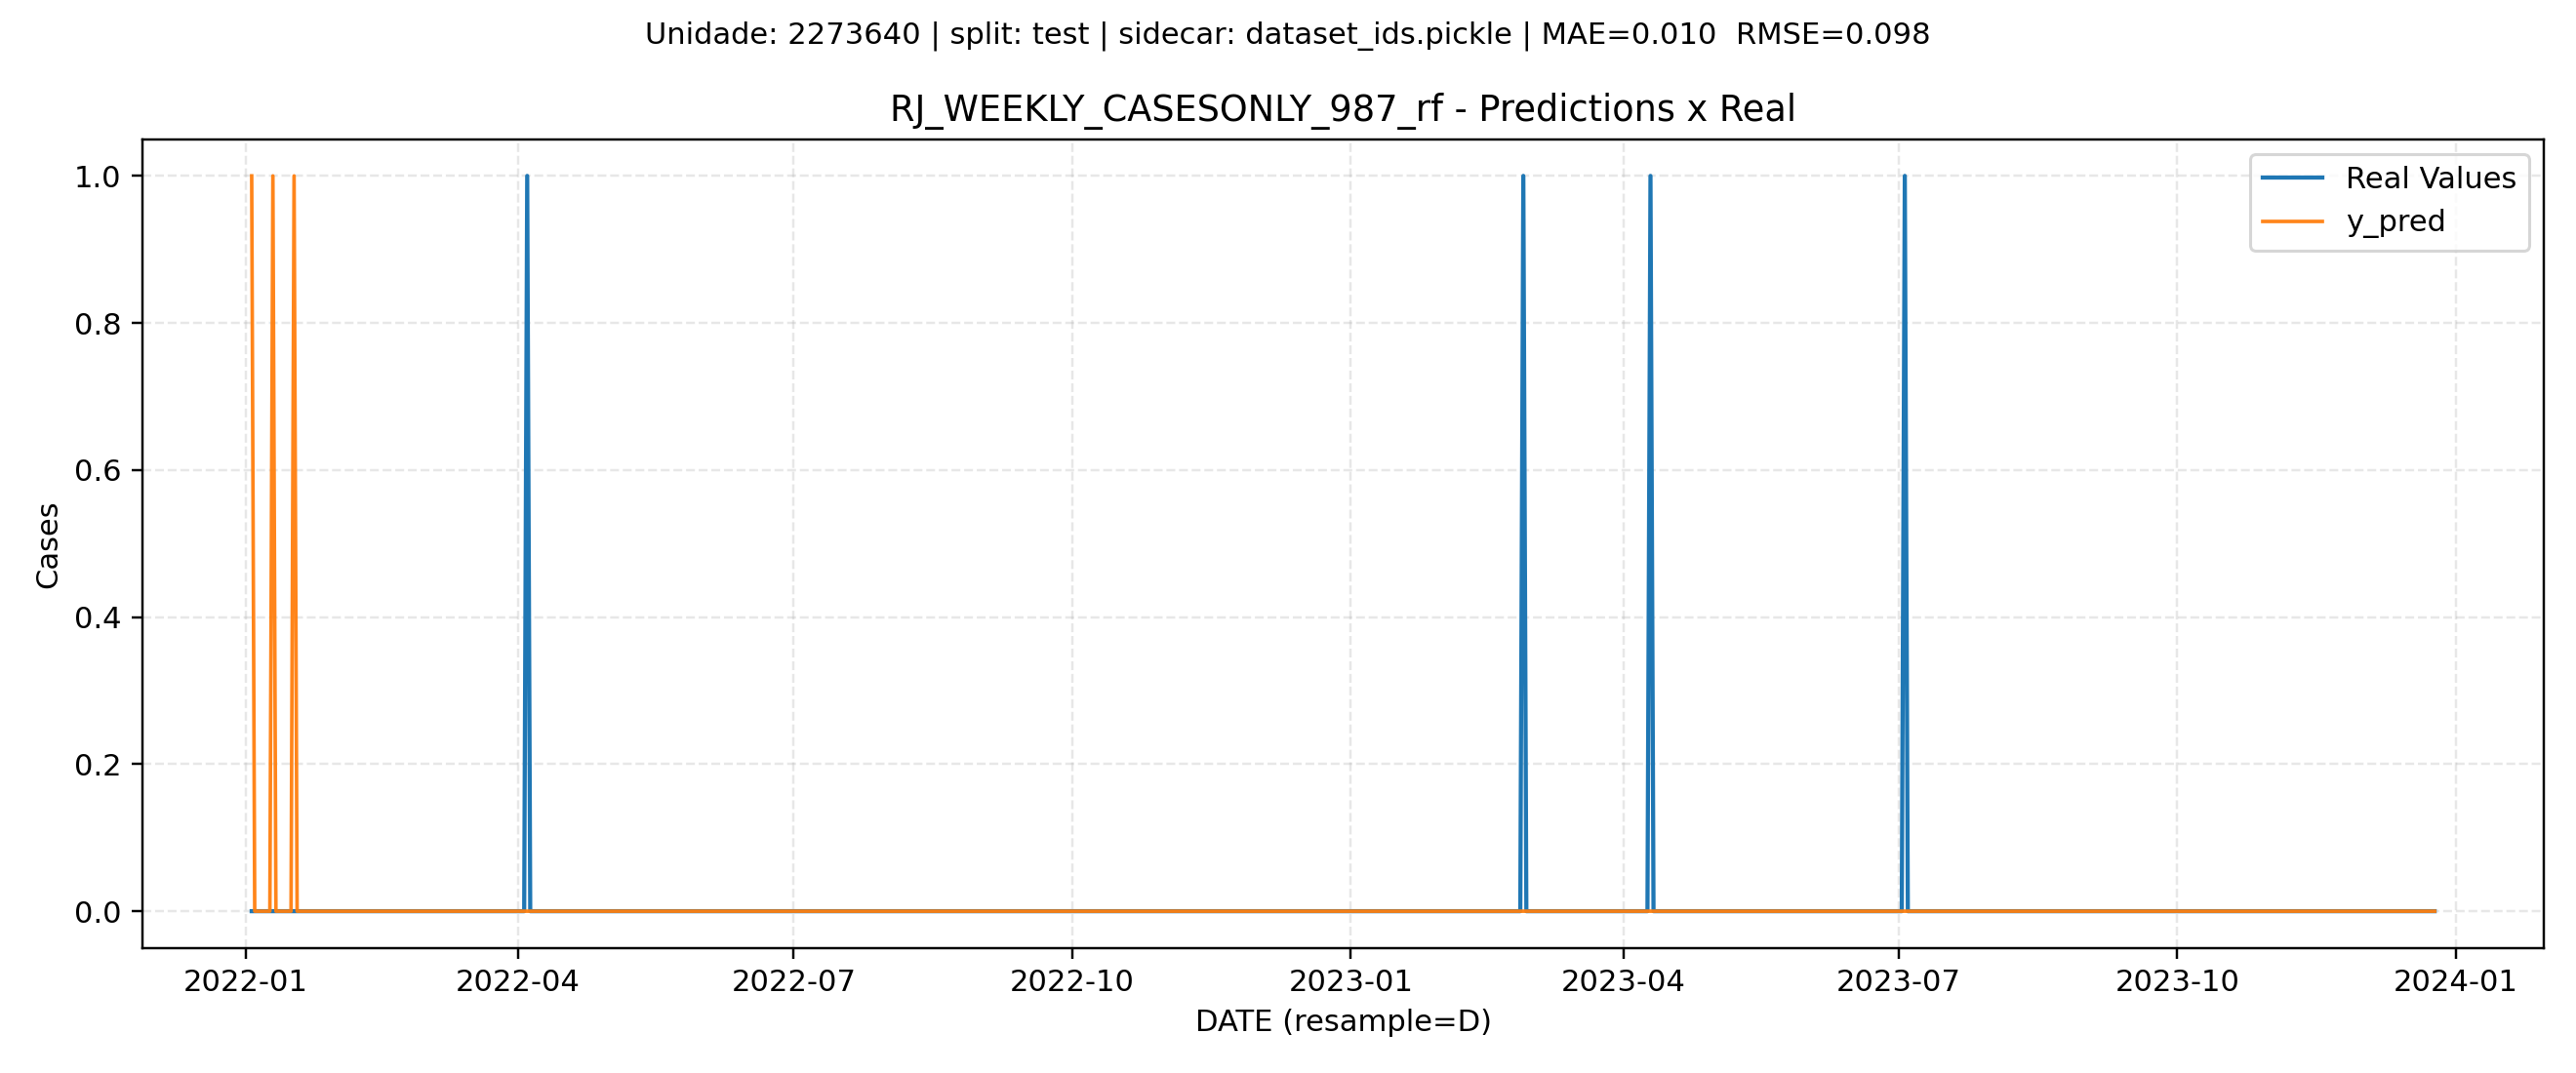 Unidade: 2273640 | split: test | sidecar: dataset_ids.pickle | MAE=0.010  RMSE=0.098
RJ_WEEKLY_CASESONLY_987_rf - Predictions x Real
Real Values
y_pred
1.0
0.8
0.6
0.4
0.2
0.0
Cases
2022-01
2022-04
2022-07
2022-10
2023-01
2023-04
2023-07
2023-10
2024-01
DATE (resample=D)